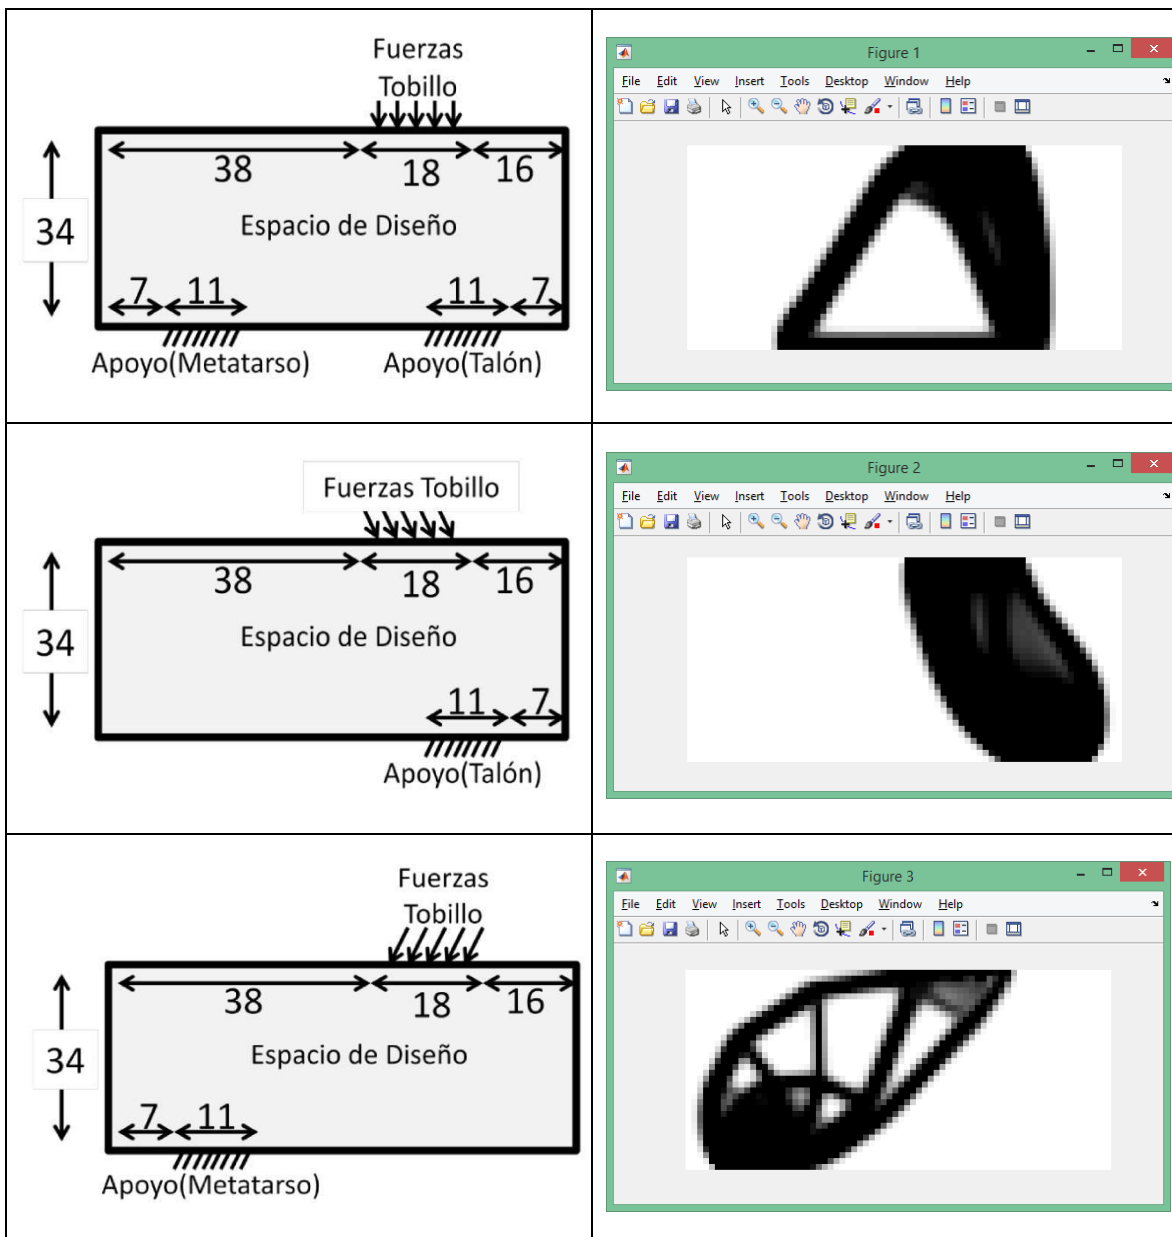 Fuerzas
Tobillo
38 18 16
34
Espacio de Diseño
7 11 11 7
Apoyo(Metatarso) Apoyo(Talón)
Figure 1
File Edit View Insert Tools Desktop Window Help
Fuerzas Tobillo
38 18 16
34
Espacio de Diseño
11 7
Apoyo(Talón)
Figure 2
File Edit View Insert Tools Desktop Window Help
Fuerzas
Tobillo
38 18 16
34
Espacio de Diseño
7 11
Apoyo(Metatarso)
Figure 3
File Edit View Insert Tools Desktop Window Help